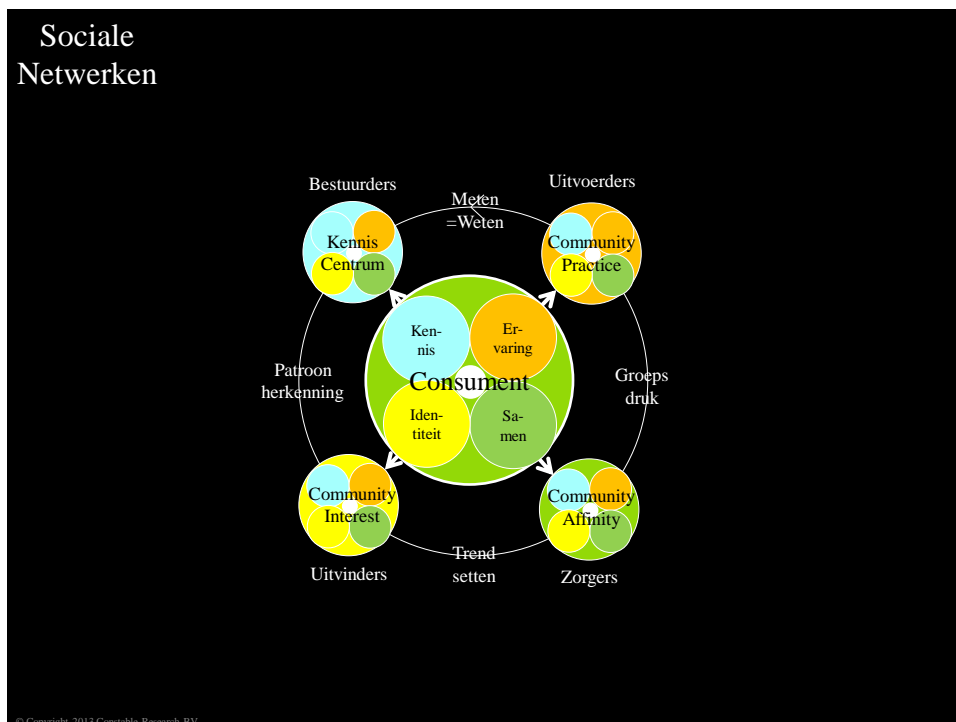 Sociale
Netwerken
Bestuurders
Uitvoerders
Meten
=Weten
Kennis
Centrum
Community
Practice
Ken-
nis
Er-
varing
Patroon
herkenning
Consument
Groeps
druk
Iden-
titeit
Sa-
men
Community
Interest
Community
Affinity
Trend
setten
Uitvinders
Zorgers
© Copyright 2013 Constable Research BV